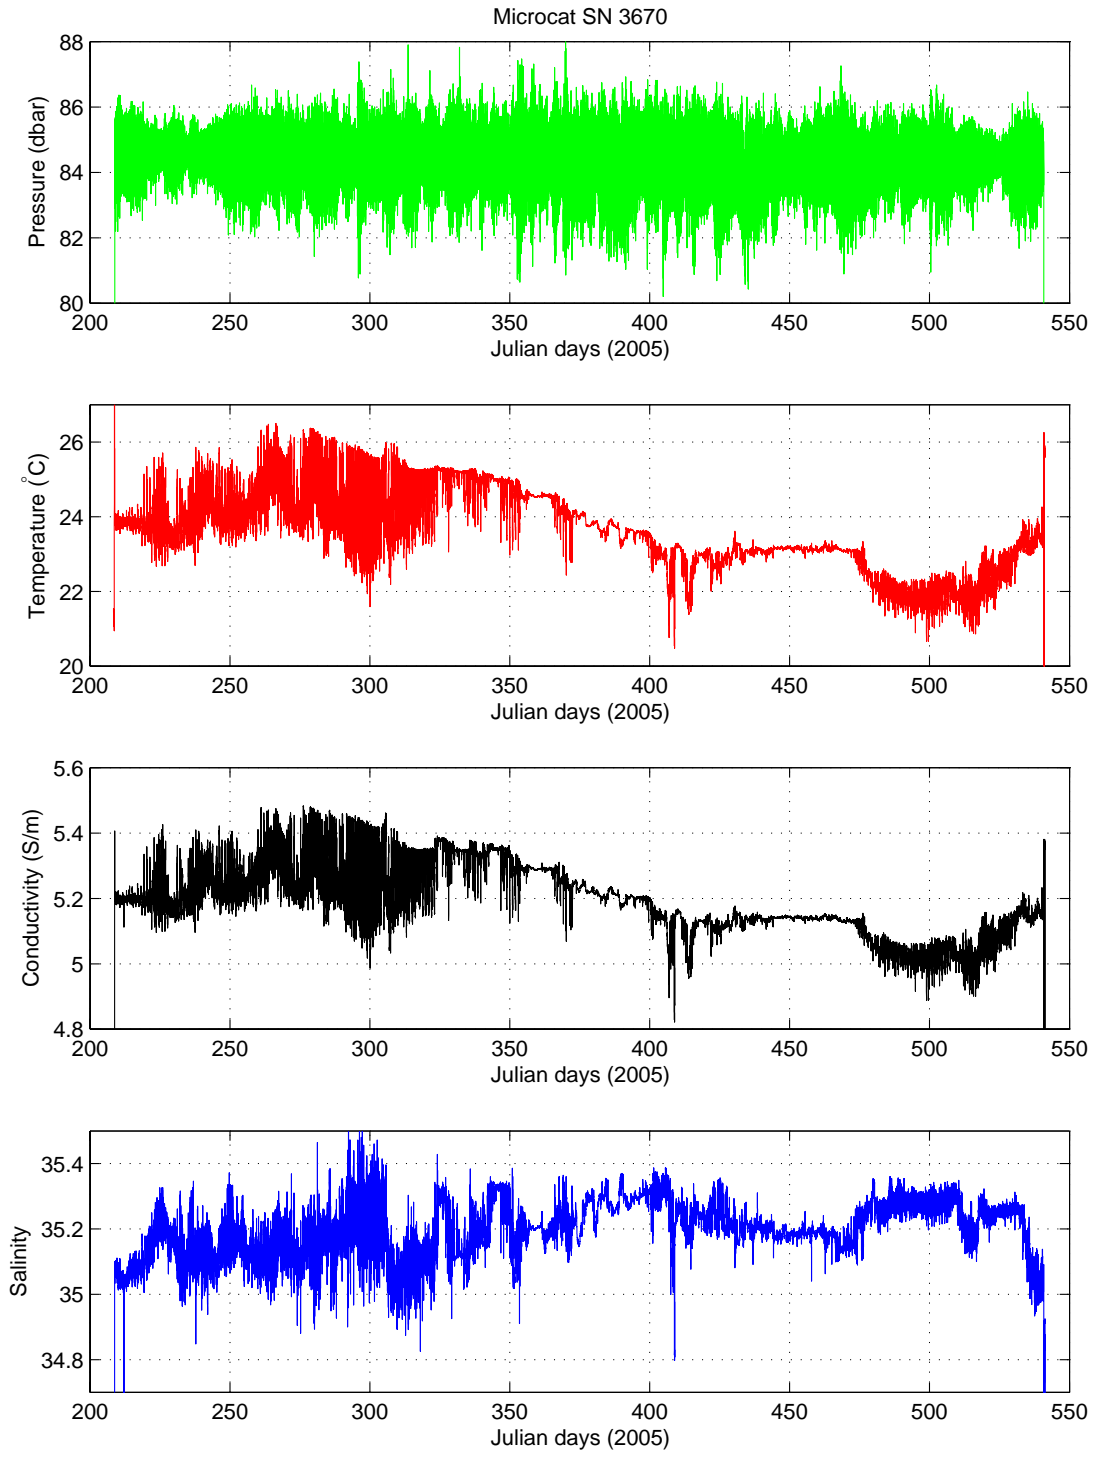 Microcat SN 3670
88
86
84
82
80
Pressure (dbar)
200 250 300 350 400 450 500 550
Julian days (2005)
26
24
22
20
Temperature (°C)
200 250 300 350 400 450 500 550
Julian days (2005)
5.6
5.4
5.2
5
4.8
Conductivity (S/m)
200 250 300 350 400 450 500 550
Julian days (2005)
35.4
35.2
35
34.8
Salinity
200 250 300 350 400 450 500 550
Julian days (2005)